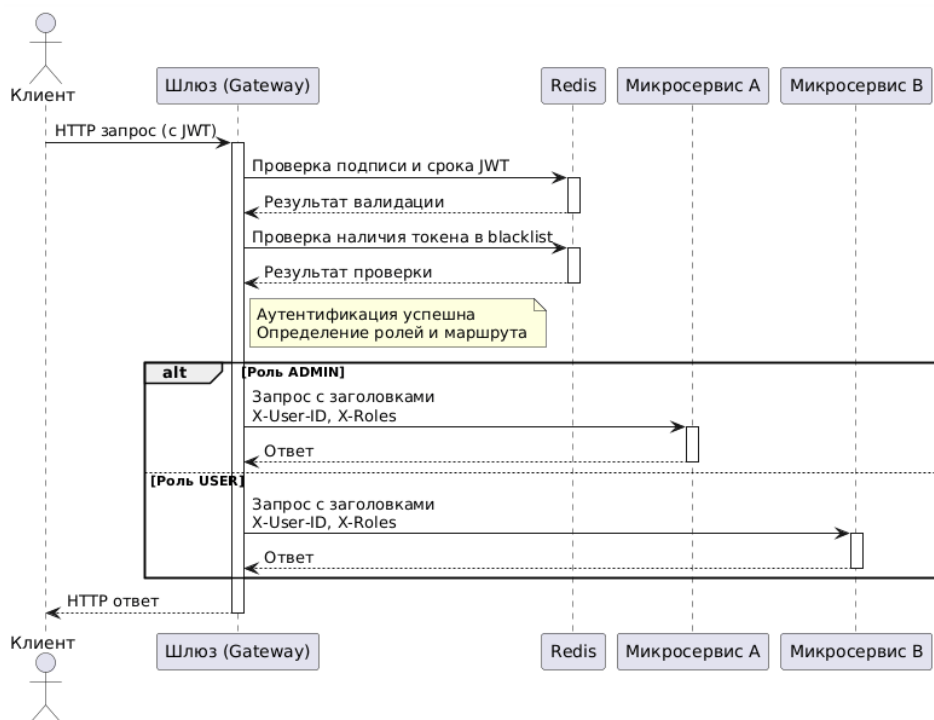 Клиент
Шлюз (Gateway)
Redis
Микросервис A
Микросервис B
HTTP запрос (с JWT)
Проверка подписи и срока JWT
Результат валидации
Проверка наличия токена в blacklist
Результат проверки
Аутентификация успешна
Определение ролей и маршрута
alt
[Роль ADMIN]
Запрос с заголовками
X-User-ID, X-Roles
Ответ
[Роль USER]
Запрос с заголовками
X-User-ID, X-Roles
Ответ
HTTP ответ
Клиент
Шлюз (Gateway)
Redis
Микросервис A
Микросервис B